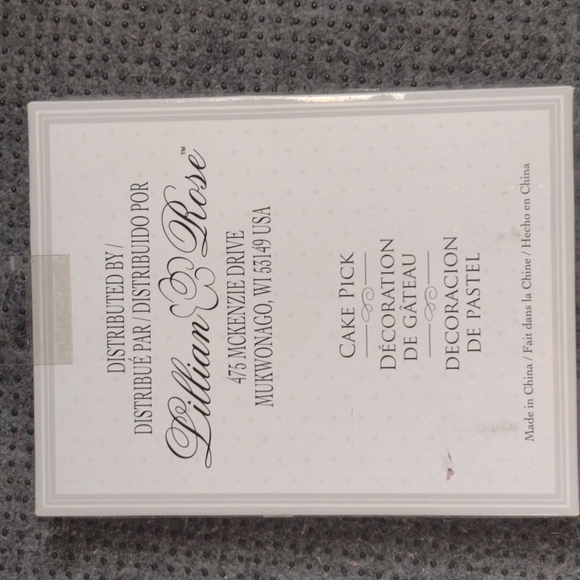 DISTRIBUTED BY /
DISTRIBUÉ PAR / DISTRIBUIDO POR
Lillian Rose™
475 MCKENZIE DRIVE
MUKWONAGO, WI 53149 USA
CAKE PICK
DÉCORATION
DE GÂTEAU
DECORACION
DE PASTEL
Made in China / Fait dans la Chine / Hecho en China